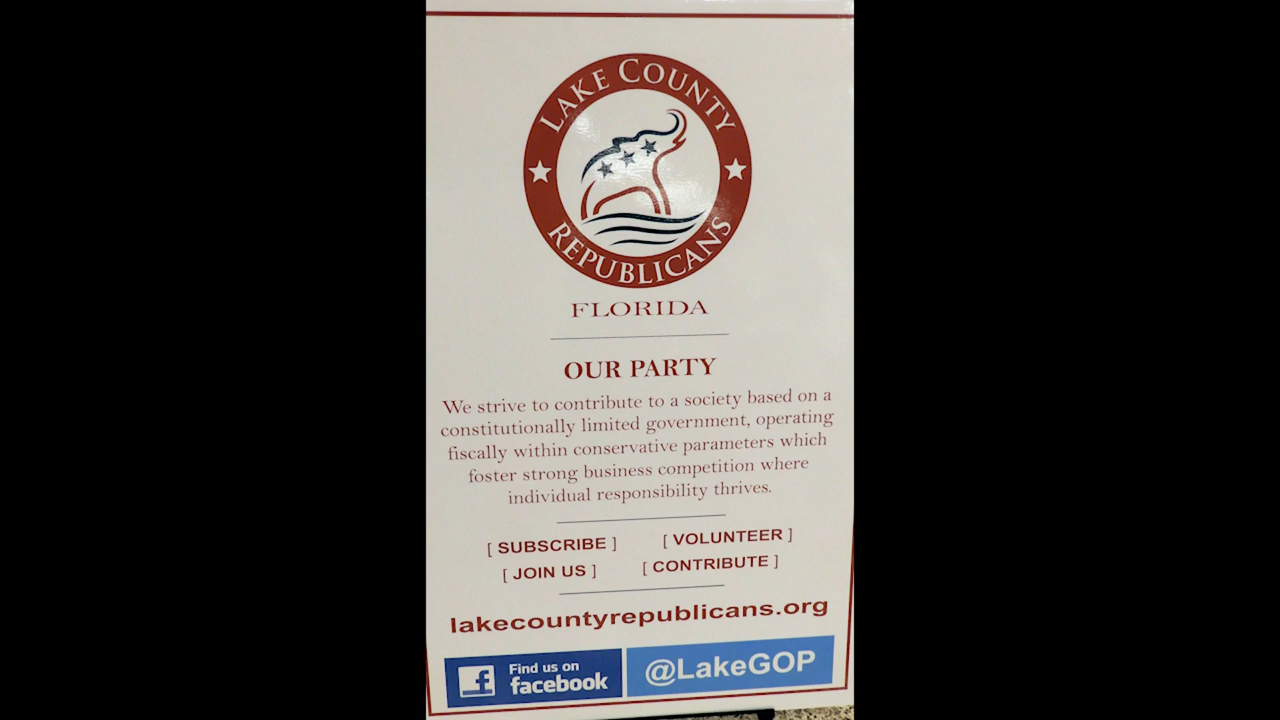 LAKE COUNTY
REPUBLICANS
FLORIDA
OUR PARTY
We strive to contribute to a society based on a
constitutionally limited government, operating
fiscally within conservative parameters which
foster strong business competition where
individual responsibility thrives.
[ SUBSCRIBE ] [ VOLUNTEER ]
[ JOIN US ] [ CONTRIBUTE ]
lakecountyrepublicans.org
f Find us on
facebook
@LakeGOP